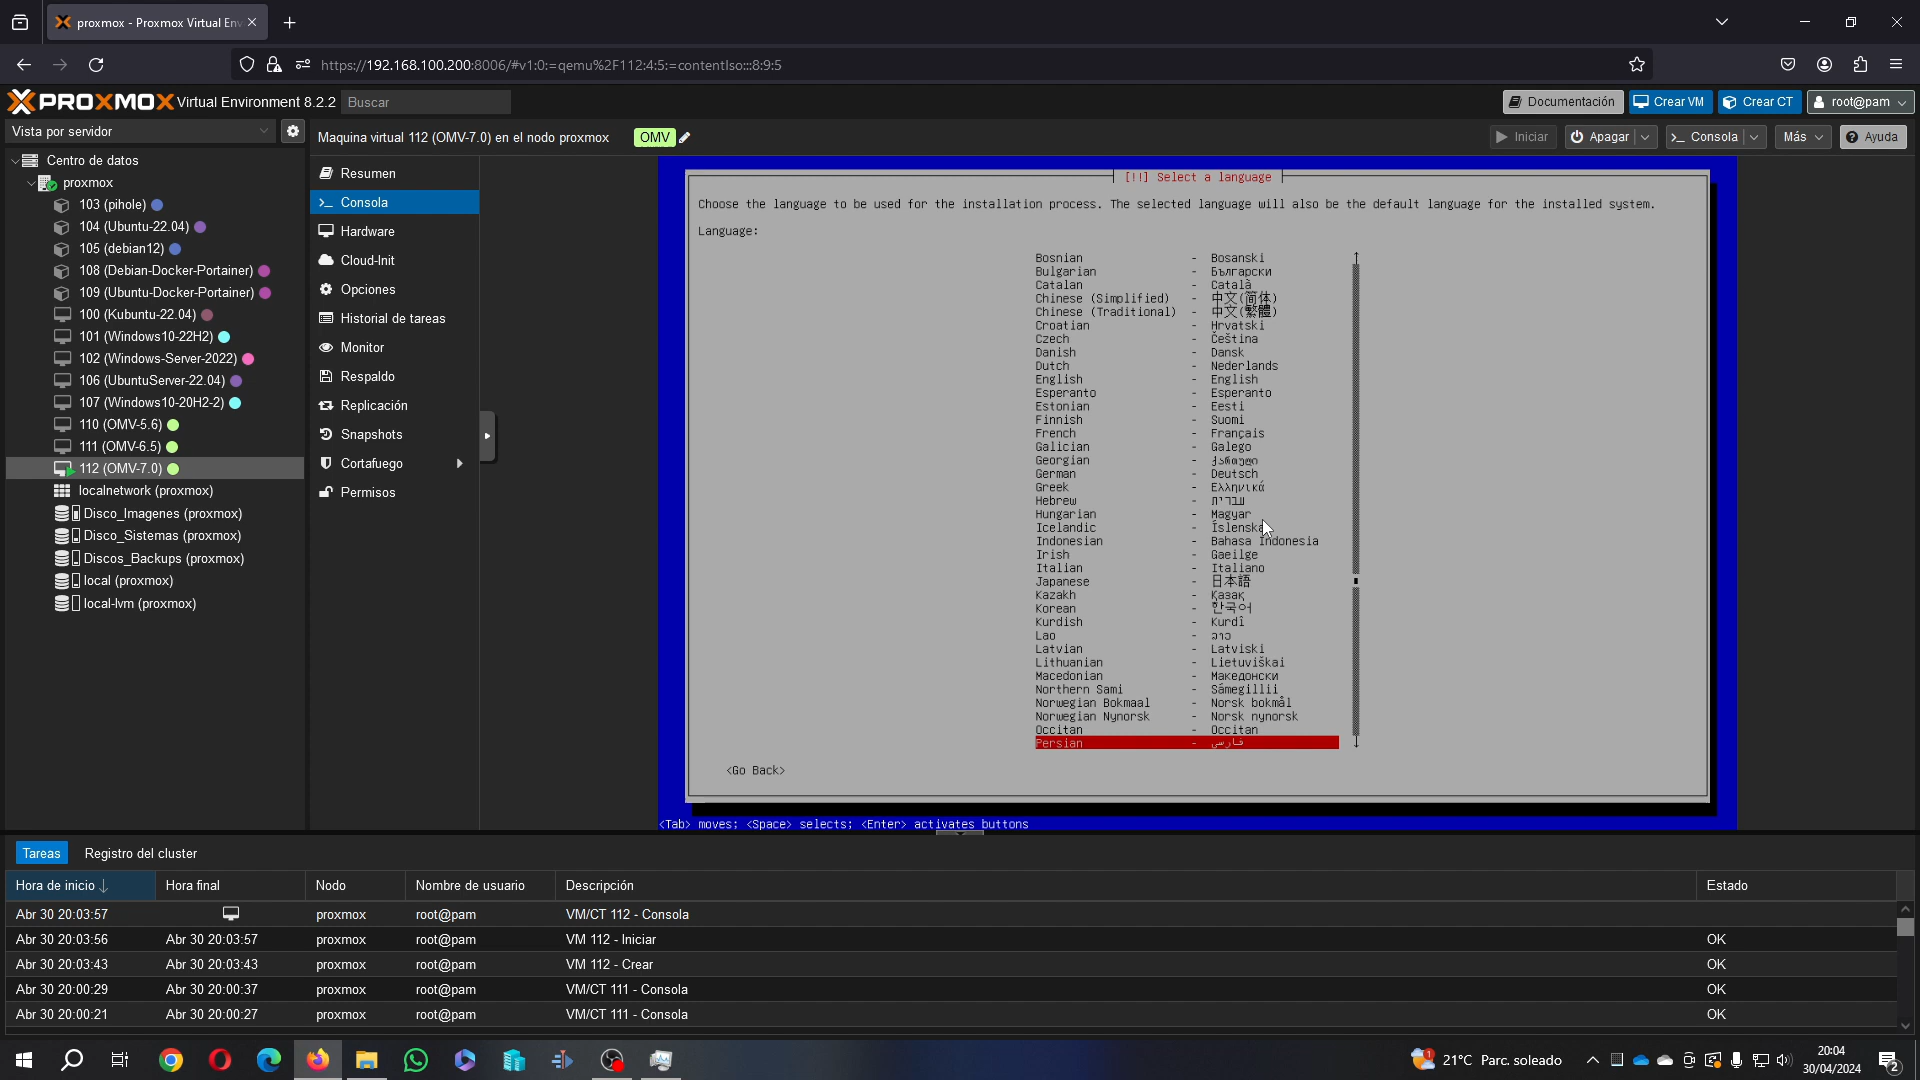 proxmox - Proxmox Virtual Env
https://192.168.100.200:8006/#v1:0:=qemu%2F112:4:5:=contentIso:::8:9:5
PROXMOX Virtual Environment 8.2.2
Buscar
Documentación
Crear VM
Crear CT
root@pam
Vista por servidor
Maquina virtual 112 (OMV-7.0) en el nodo proxmox
OMV
Iniciar
Apagar
Consola
Más
Ayuda
Centro de datos
proxmox
103 (pihole)
104 (Ubuntu-22.04)
105 (debian12)
108 (Debian-Docker-Portainer)
109 (Ubuntu-Docker-Portainer)
100 (Kubuntu-22.04)
101 (Windows10-22H2)
102 (Windows-Server-2022)
106 (UbuntuServer-22.04)
107 (Windows10-20H2-2)
110 (OMV-5.6)
111 (OMV-6.5)
112 (OMV-7.0)
localnetwork (proxmox)
Disco_Imagenes (proxmox)
Disco_Sistemas (proxmox)
Discos_Backups (proxmox)
local (proxmox)
local-lvm (proxmox)
Resumen
Consola
Hardware
Cloud-Init
Opciones
Historial de tareas
Monitor
Respaldo
Replicación
Snapshots
Cortafuego
Permisos
[!!] Select a language
Choose the language to be used for the installation process. The selected language will also be the default language for the installed system.
Language:
Bosnian - Bosanski
Bulgarian - Български
Catalan - Català
Chinese (Simplified) - 中文(简体)
Chinese (Traditional) - 中文(繁體)
Croatian - Hrvatski
Czech - Čeština
Danish - Dansk
Dutch - Nederlands
English - English
Esperanto - Esperanto
Estonian - Eesti
Finnish - Suomi
French - Français
Galician - Galego
Georgian - ქართული
German - Deutsch
Greek - Ελληνικά
Hebrew - עברית
Hungarian - Magyar
Icelandic - Íslenska
Indonesian - Bahasa Indonesia
Irish - Gaeilge
Italian - Italiano
Japanese - 日本語
Kazakh - Қазақ
Korean - 한국어
Kurdish - Kurdî
Lao - ລາວ
Latvian - Latviski
Lithuanian - Lietuviškai
Macedonian - Македонски
Northern Sami - Sámegillii
Norwegian Bokmaal - Norsk bokmål
Norwegian Nynorsk - Norsk nynorsk
Occitan - Occitan
Persian - فارسی
<Go Back>
<Tab> moves; <Space> selects; <Enter> activates buttons
Tareas
Registro del cluster
Hora de inicio Hora final Nodo Nombre de usuario Descripción Estado
Abr 30 20:03:57 proxmox root@pam VM/CT 112 - Consola
Abr 30 20:03:56 Abr 30 20:03:57 proxmox root@pam VM 112 - Iniciar OK
Abr 30 20:03:43 Abr 30 20:03:43 proxmox root@pam VM 112 - Crear OK
Abr 30 20:00:29 Abr 30 20:00:37 proxmox root@pam VM/CT 111 - Consola OK
Abr 30 20:00:21 Abr 30 20:00:27 proxmox root@pam VM/CT 111 - Consola OK
21°C Parc. soleado
20:04
30/04/2024
2